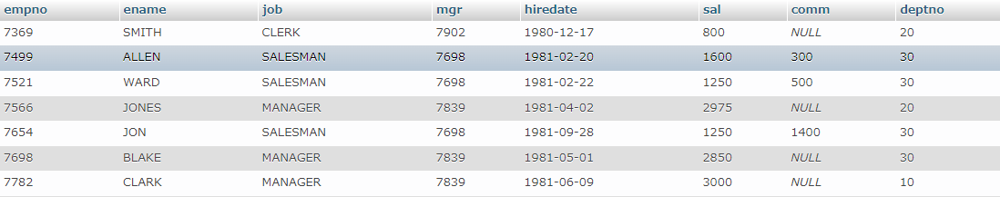 empno ename job mgr hiredate sal comm deptno
7369 SMITH CLERK 7902 1980-12-17 800 NULL 20
7499 ALLEN SALESMAN 7698 1981-02-20 1600 300 30
7521 WARD SALESMAN 7698 1981-02-22 1250 500 30
7566 JONES MANAGER 7839 1981-04-02 2975 NULL 20
7654 JON SALESMAN 7698 1981-09-28 1250 1400 30
7698 BLAKE MANAGER 7839 1981-05-01 2850 NULL 30
7782 CLARK MANAGER 7839 1981-06-09 3000 NULL 10